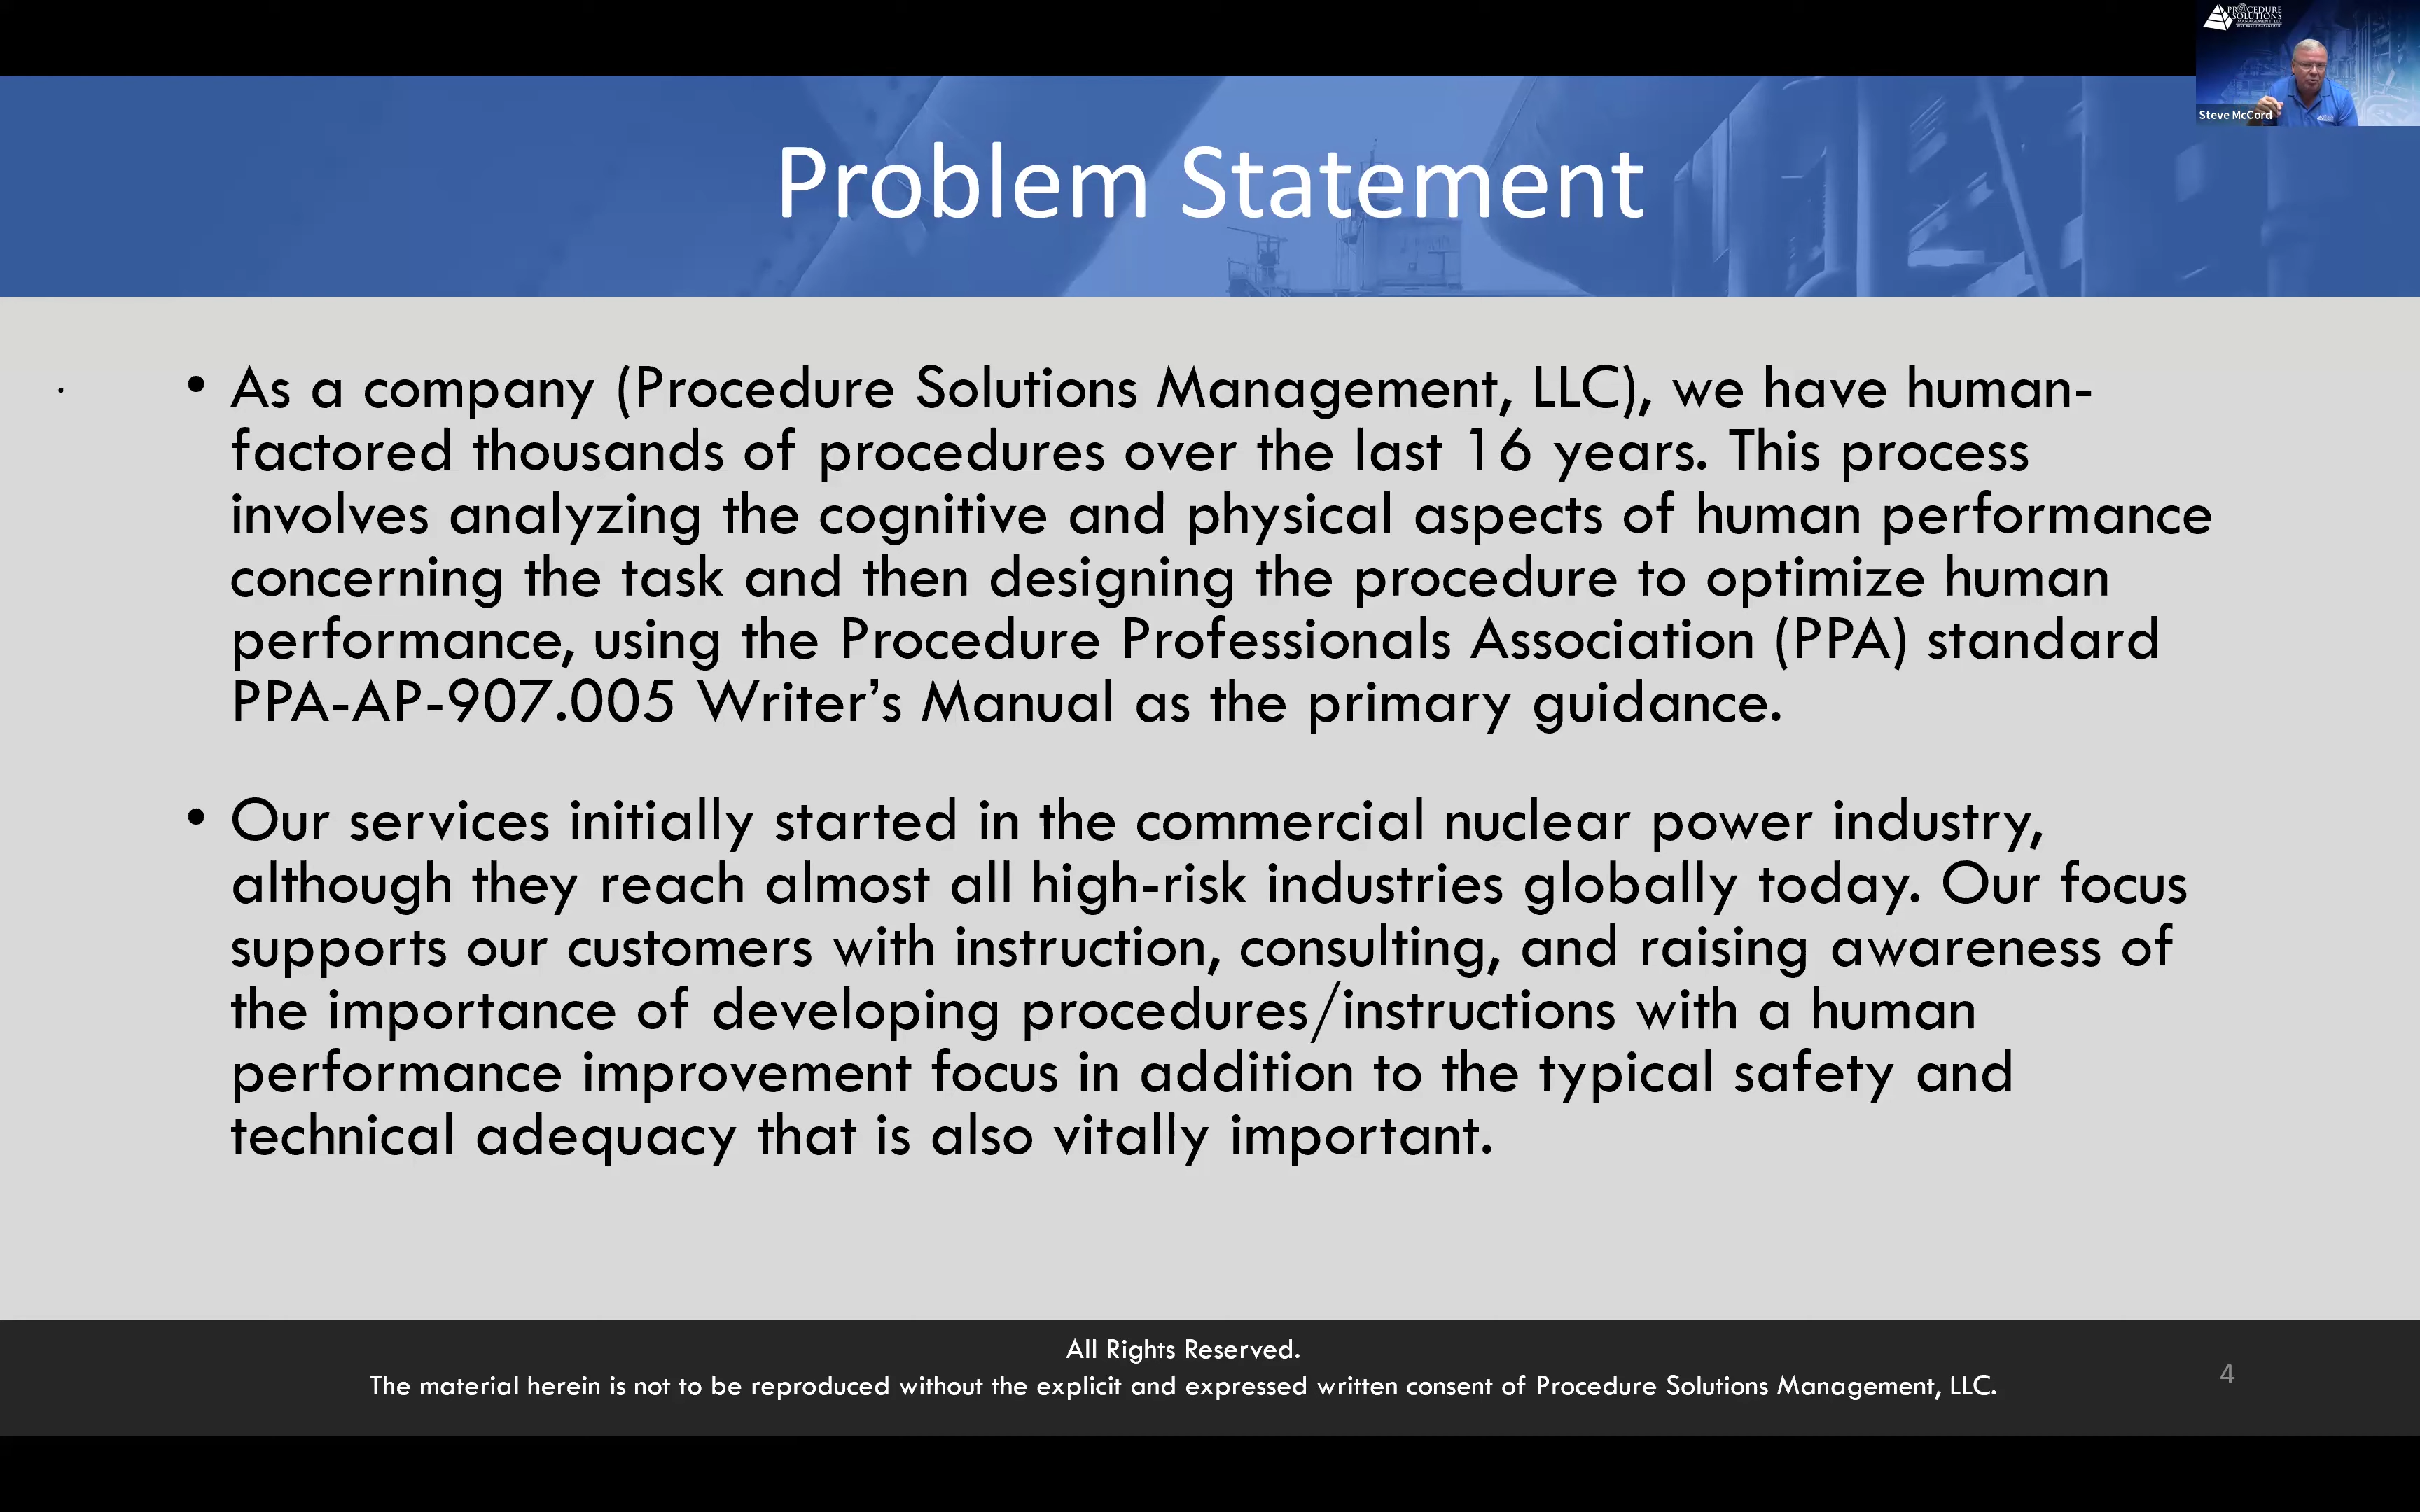 PROCEDURE
SOLUTIONS
MANAGEMENT, LLC
Steve McCord
Problem Statement
• As a company (Procedure Solutions Management, LLC), we have human-
factored thousands of procedures over the last 16 years. This process
involves analyzing the cognitive and physical aspects of human performance
concerning the task and then designing the procedure to optimize human
performance, using the Procedure Professionals Association (PPA) standard
PPA-AP-907.005 Writer’s Manual as the primary guidance.
• Our services initially started in the commercial nuclear power industry,
although they reach almost all high-risk industries globally today. Our focus
supports our customers with instruction, consulting, and raising awareness of
the importance of developing procedures/instructions with a human
performance improvement focus in addition to the typical safety and
technical adequacy that is also vitally important.
All Rights Reserved.
The material herein is not to be reproduced without the explicit and expressed written consent of Procedure Solutions Management, LLC.
4